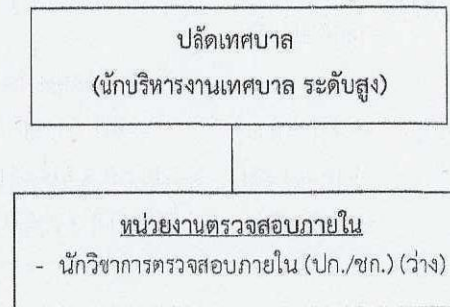 ปลัดเทศบาล
(นักบริหารงานเทศบาล ระดับสูง)
หน่วยงานตรวจสอบภายใน
- นักวิชาการตรวจสอบภายใน (ปก./ชก.) (ว่าง)